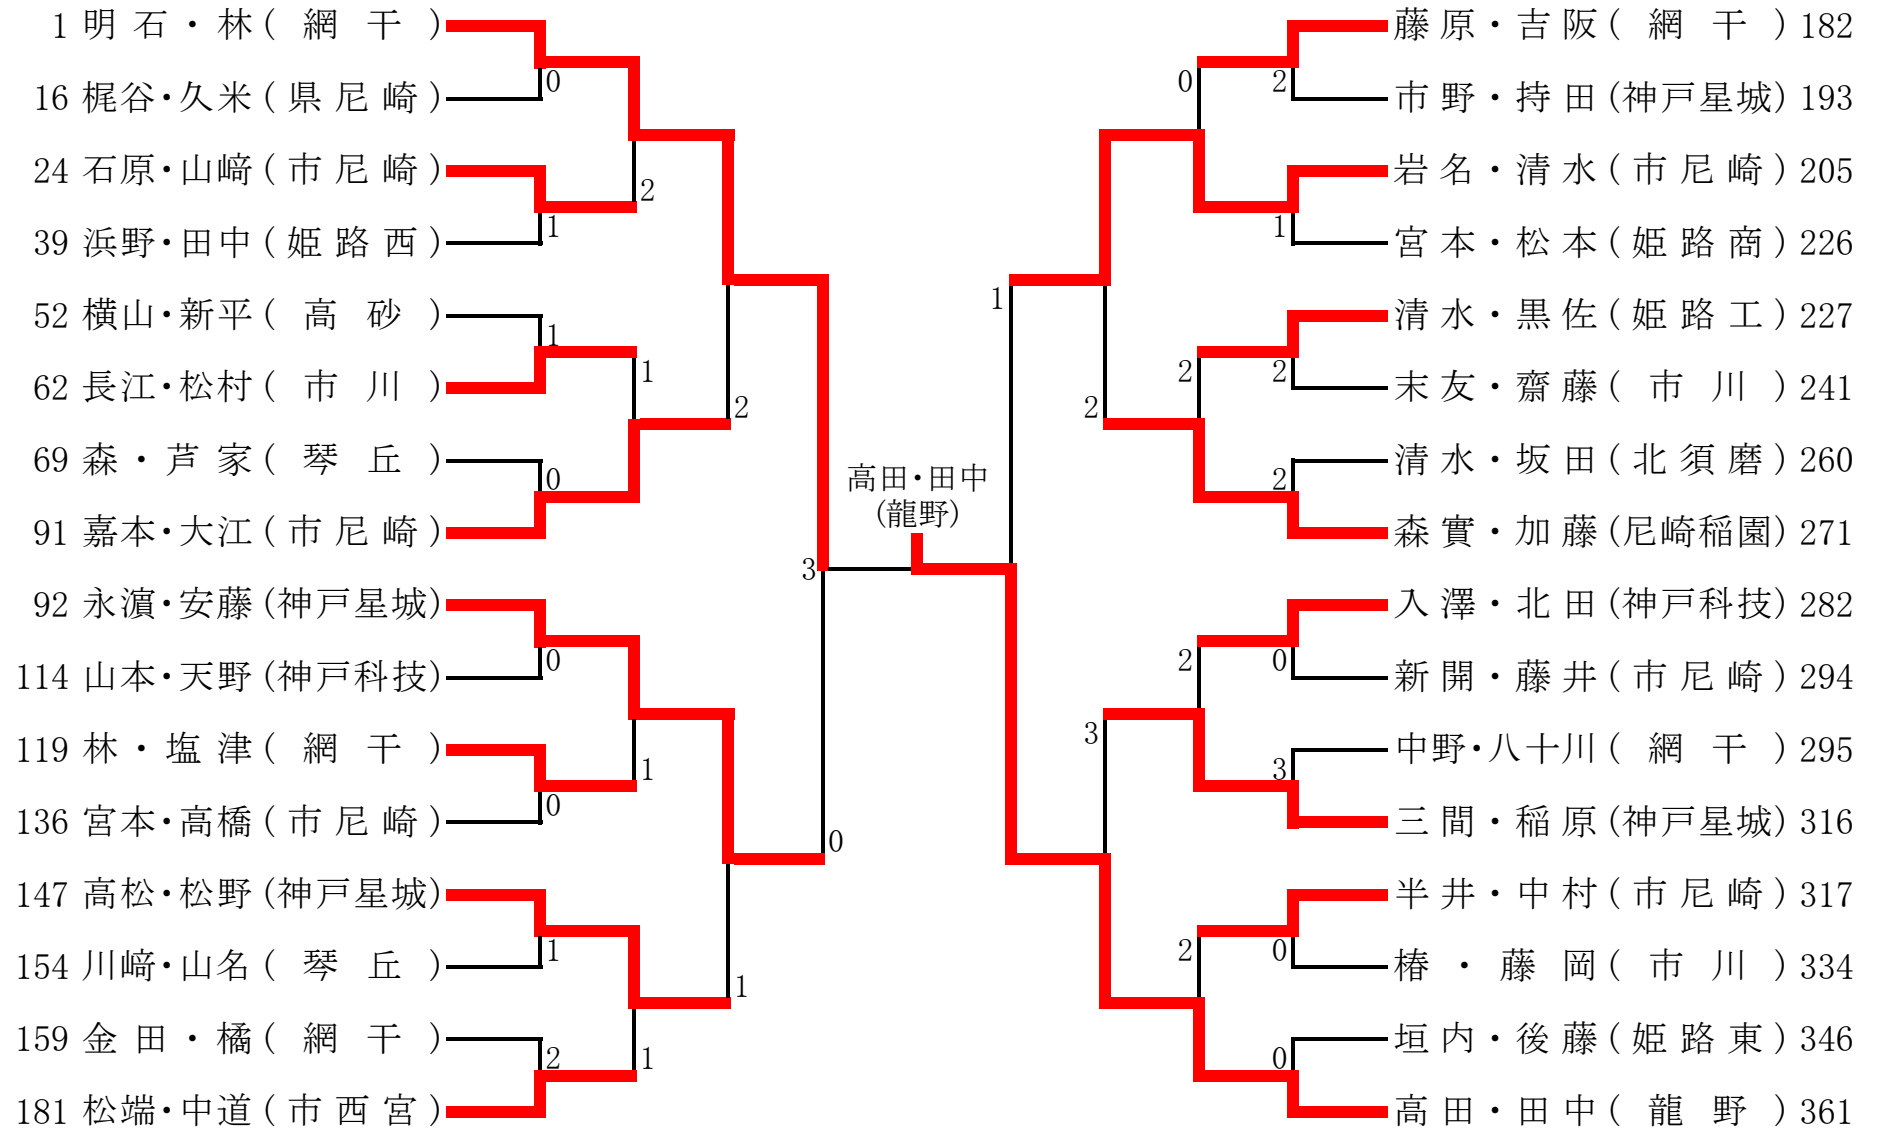 1 明石・林(網干)
0
16 梶谷・久米(県尼崎)
24 石原・山﨑(市尼崎)
2
1
39 浜野・田中(姫路西)
52 横山・新平(高砂)
1
1
62 長江・松村(市川)
2
69 森・芦家(琴丘)
0
91 嘉本・大江(市尼崎)
3
92 永濵・安藤(神戸星城)
0
114 山本・天野(神戸科技)
119 林・塩津(網干)
1
0
136 宮本・高橋(市尼崎)
0
147 高松・松野(神戸星城)
1
154 川﨑・山名(琴丘)
1
159 金田・橘(網干)
2
1
181 松端・中道(市西宮)
高田・田中
(龍野)
藤原・吉阪(網干) 182
0
2
市野・持田(神戸星城) 193
岩名・清水(市尼崎) 205
1
宮本・松本(姫路商) 226
1
清水・黒佐(姫路工) 227
2
2
末友・齋藤(市川) 241
2
清水・坂田(北須磨) 260
2
森實・加藤(尼崎稲園) 271
入澤・北田(神戸科技) 282
2
0
新開・藤井(市尼崎) 294
3
中野・八十川(網干) 295
3
三間・稲原(神戸星城) 316
半井・中村(市尼崎) 317
2
0
椿・藤岡(市川) 334
垣内・後藤(姫路東) 346
0
高田・田中(龍野) 361